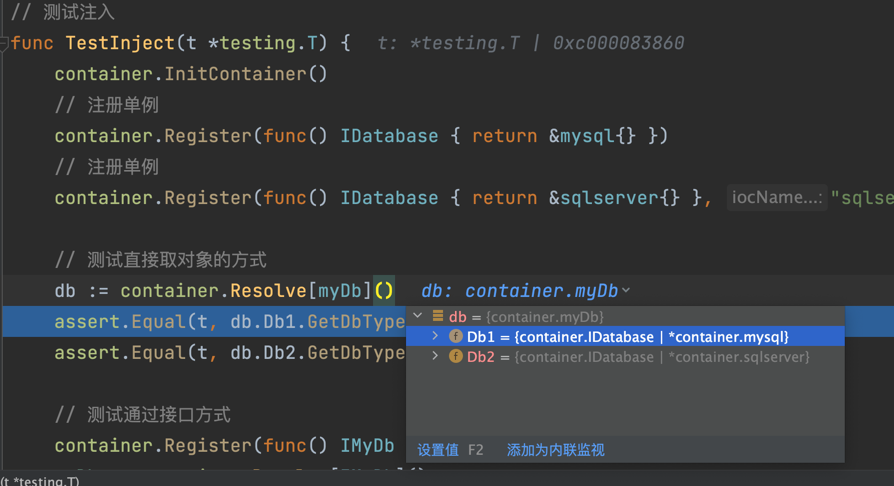 // 测试注入
func TestInject(t *testing.T) {   t: *testing.T | 0xc000083860
container.InitContainer()
// 注册单例
container.Register(func() IDatabase { return &mysql{} })
// 注册单例
container.Register(func() IDatabase { return &sqlserver{} }, iocName...: "sqlse
// 测试直接取对象的方式
db := container.Resolve[myDb]()   db: container.myDb
assert.Equal(t, db.Db1.GetDbType
db = {container.myDb}
Db1 = {container.IDatabase | *container.mysql}
assert.Equal(t, db.Db2.GetDbType
Db2 = {container.IDatabase | *container.sqlserver}
// 测试通过接口方式
container.Register(func() IMyDb
设置值 F2 添加为内联监视
(t *testing.T)